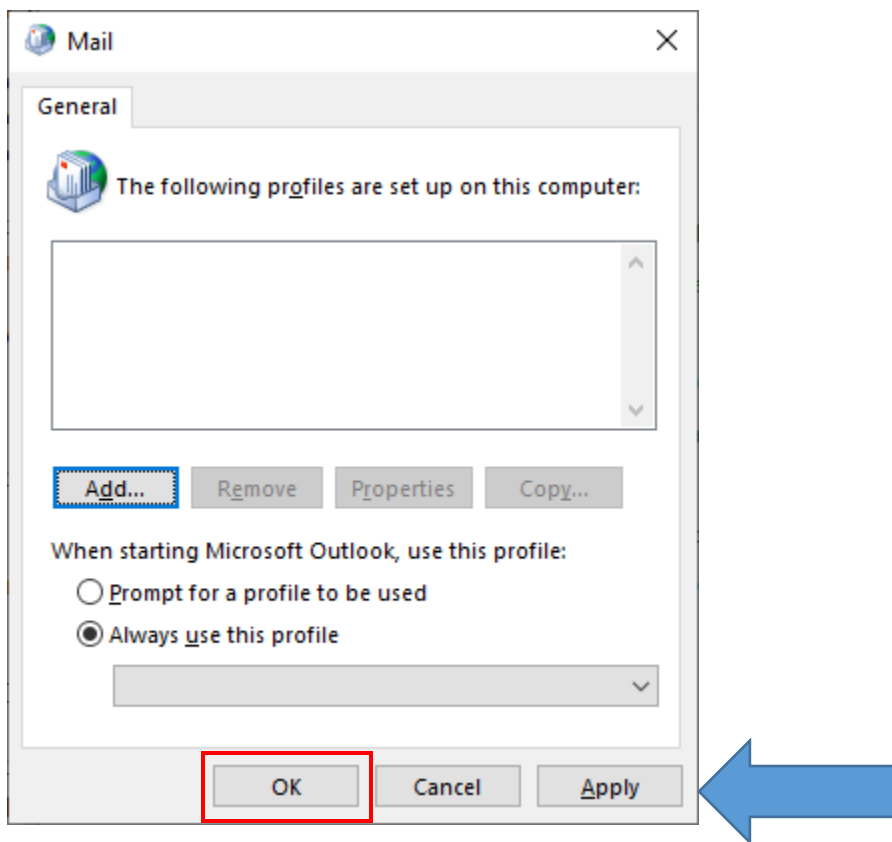 Mail
General
The following profiles are set up on this computer:
Add... Remove Properties Copy...
When starting Microsoft Outlook, use this profile:
Prompt for a profile to be used
Always use this profile
OK Cancel Apply